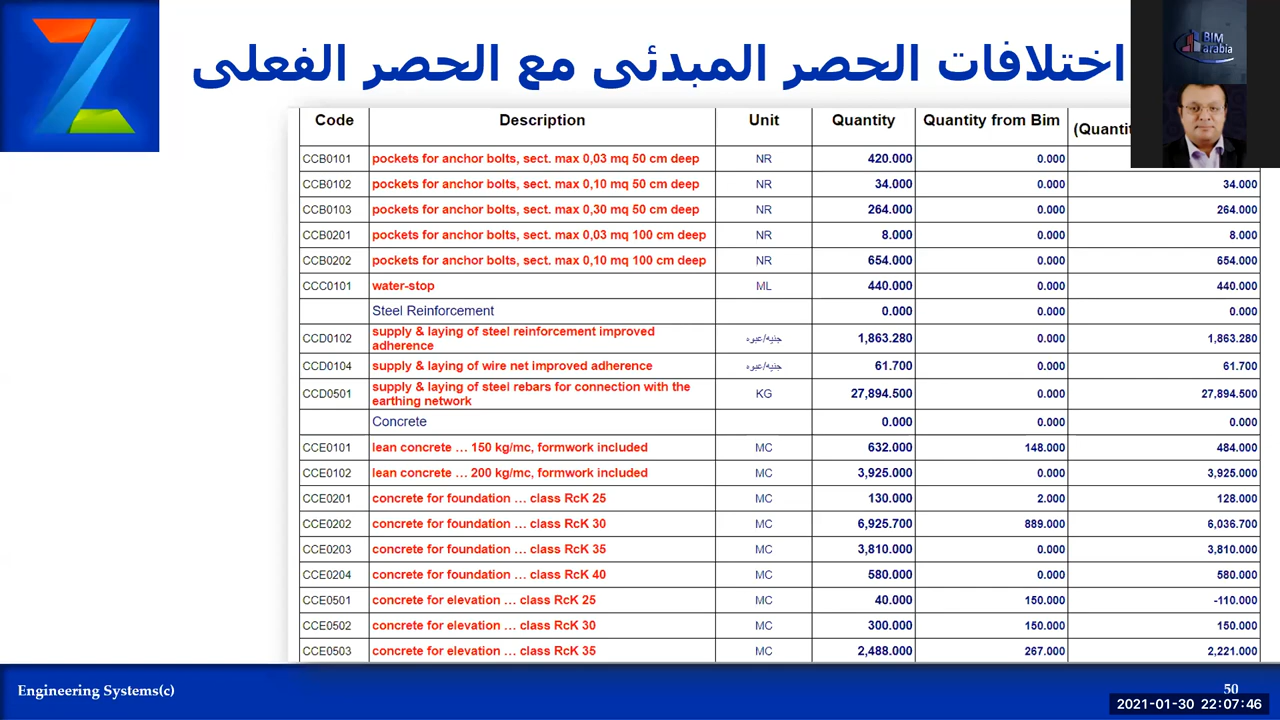 اختلافات الحصر المبدئى مع الحصر الفعلى
BIM
arabia
Code Description Unit Quantity Quantity from Bim
CCB0101 pockets for anchor bolts, sect. max 0,03 mq 50 cm deep NR 420.000 0.000
CCB0102 pockets for anchor bolts, sect. max 0,10 mq 50 cm deep NR 34.000 0.000 34.000
CCB0103 pockets for anchor bolts, sect. max 0,30 mq 50 cm deep NR 264.000 0.000 264.000
CCB0201 pockets for anchor bolts, sect. max 0,03 mq 100 cm deep NR 8.000 0.000 8.000
CCB0202 pockets for anchor bolts, sect. max 0,10 mq 100 cm deep NR 654.000 0.000 654.000
CCC0101 water-stop ML 440.000 0.000 440.000
Steel Reinforcement 0.000 0.000 0.000
CCD0102 supply & laying of steel reinforcement improved
adherence جنيه/عبوه 1,863.280 0.000 1,863.280
CCD0104 supply & laying of wire net improved adherence جنيه/عبوه 61.700 0.000 61.700
CCD0501 supply & laying of steel rebars for connection with the
earthing network KG 27,894.500 0.000 27,894.500
Concrete 0.000 0.000 0.000
CCE0101 lean concrete … 150 kg/mc, formwork included MC 632.000 148.000 484.000
CCE0102 lean concrete … 200 kg/mc, formwork included MC 3,925.000 0.000 3,925.000
CCE0201 concrete for foundation … class RcK 25 MC 130.000 2.000 128.000
CCE0202 concrete for foundation … class RcK 30 MC 6,925.700 889.000 6,036.700
CCE0203 concrete for foundation … class RcK 35 MC 3,810.000 0.000 3,810.000
CCE0204 concrete for foundation … class RcK 40 MC 580.000 0.000 580.000
CCE0501 concrete for elevation … class RcK 25 MC 40.000 150.000 -110.000
CCE0502 concrete for elevation … class RcK 30 MC 300.000 150.000 150.000
CCE0503 concrete for elevation … class RcK 35 MC 2,488.000 267.000 2,221.000
Engineering Systems(c) 50
2021-01-30 22:07:46